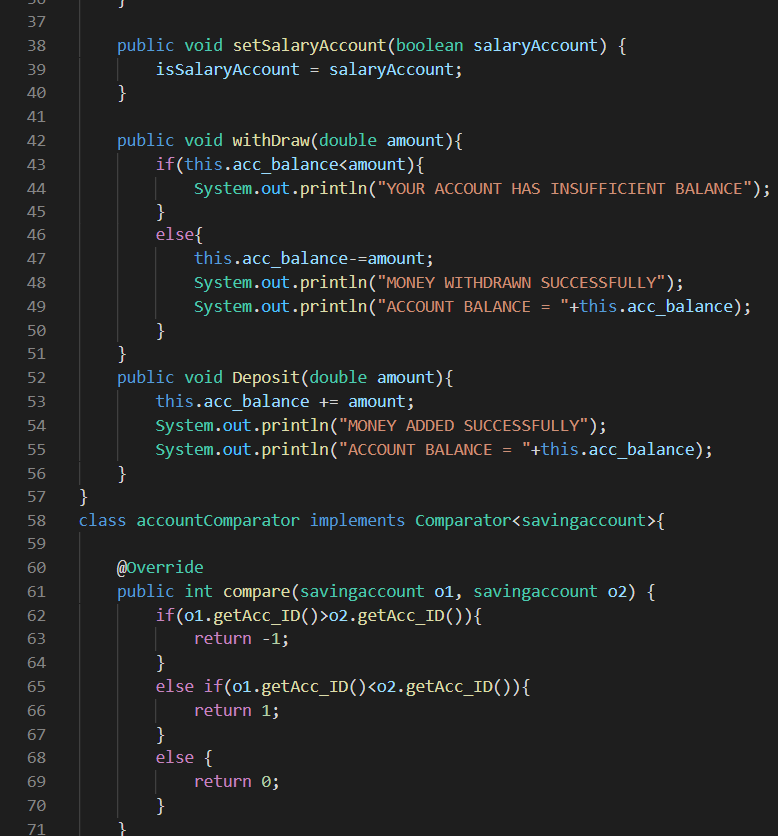 37
38 public void setSalaryAccount(boolean salaryAccount) {
39 isSalaryAccount = salaryAccount;
40 }
41
42 public void withDraw(double amount){
43 if(this.acc_balance<amount){
44 System.out.println("YOUR ACCOUNT HAS INSUFFICIENT BALANCE");
45 }
46 else{
47 this.acc_balance-=amount;
48 System.out.println("MONEY WITHDRAWN SUCCESSFULLY");
49 System.out.println("ACCOUNT BALANCE = "+this.acc_balance);
50 }
51 }
52 public void Deposit(double amount){
53 this.acc_balance += amount;
54 System.out.println("MONEY ADDED SUCCESSFULLY");
55 System.out.println("ACCOUNT BALANCE = "+this.acc_balance);
56 }
57 }
58 class accountComparator implements Comparator<savingaccount>{
59
60 @Override
61 public int compare(savingaccount o1, savingaccount o2) {
62 if(o1.getAcc_ID()>o2.getAcc_ID()){
63 return -1;
64 }
65 else if(o1.getAcc_ID()<o2.getAcc_ID()){
66 return 1;
67 }
68 else {
69 return 0;
70 }
71 }